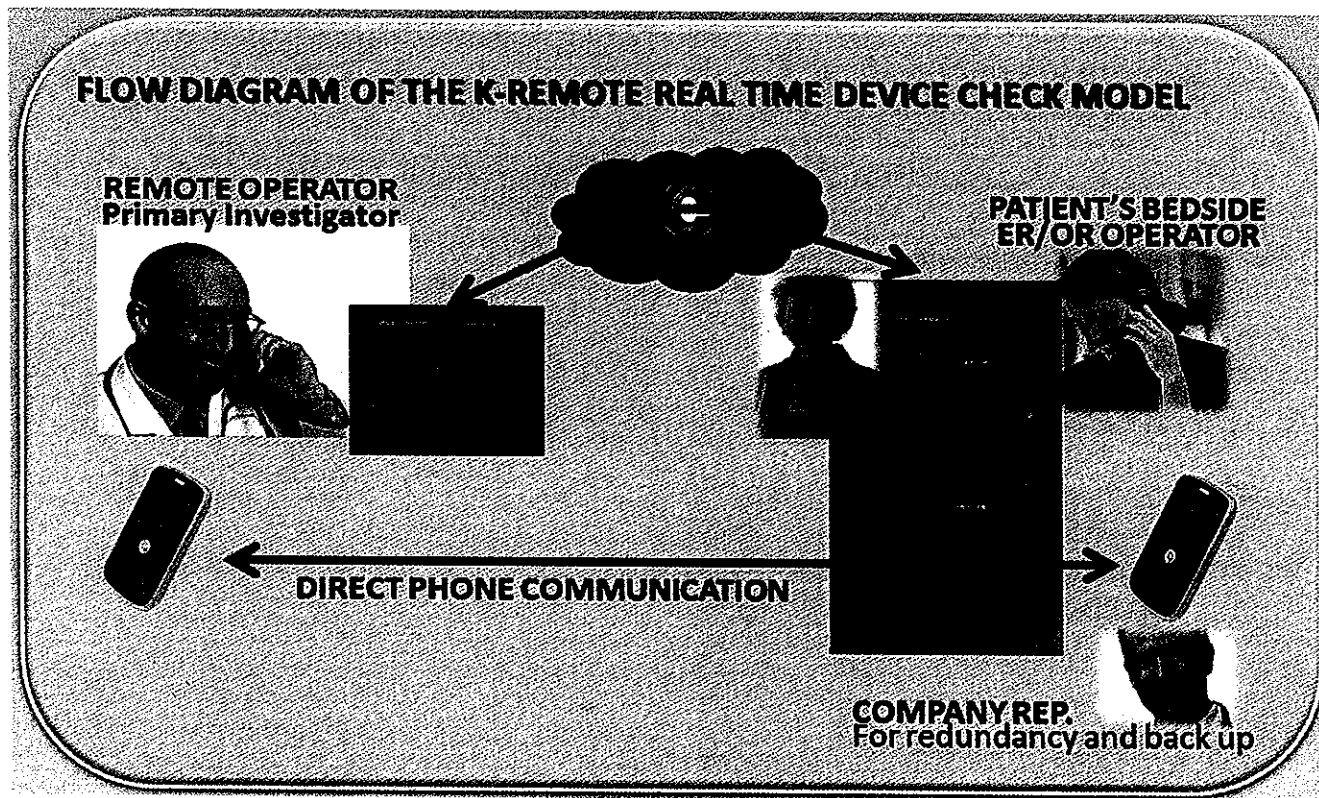 FLOW DIAGRAM OF THE K-REMOTE REAL TIME DEVICE CHECK MODEL
REMOTE OPERATOR
Primary Investigator
PATIENT'S BEDSIDE
ER/OR OPERATOR
DIRECT PHONE COMMUNICATION
COMPANY REP.
For redundancy and back up